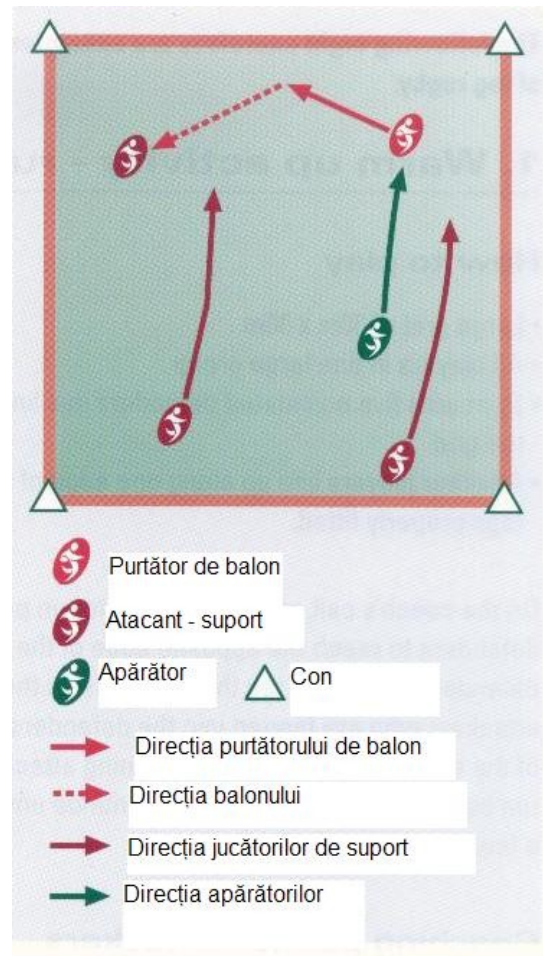 Purtător de balon
Atacant - suport
Apărător
Con
Direcția purtătorului de balon
Direcția balonului
Direcția jucătorilor de suport
Direcția apărătorilor